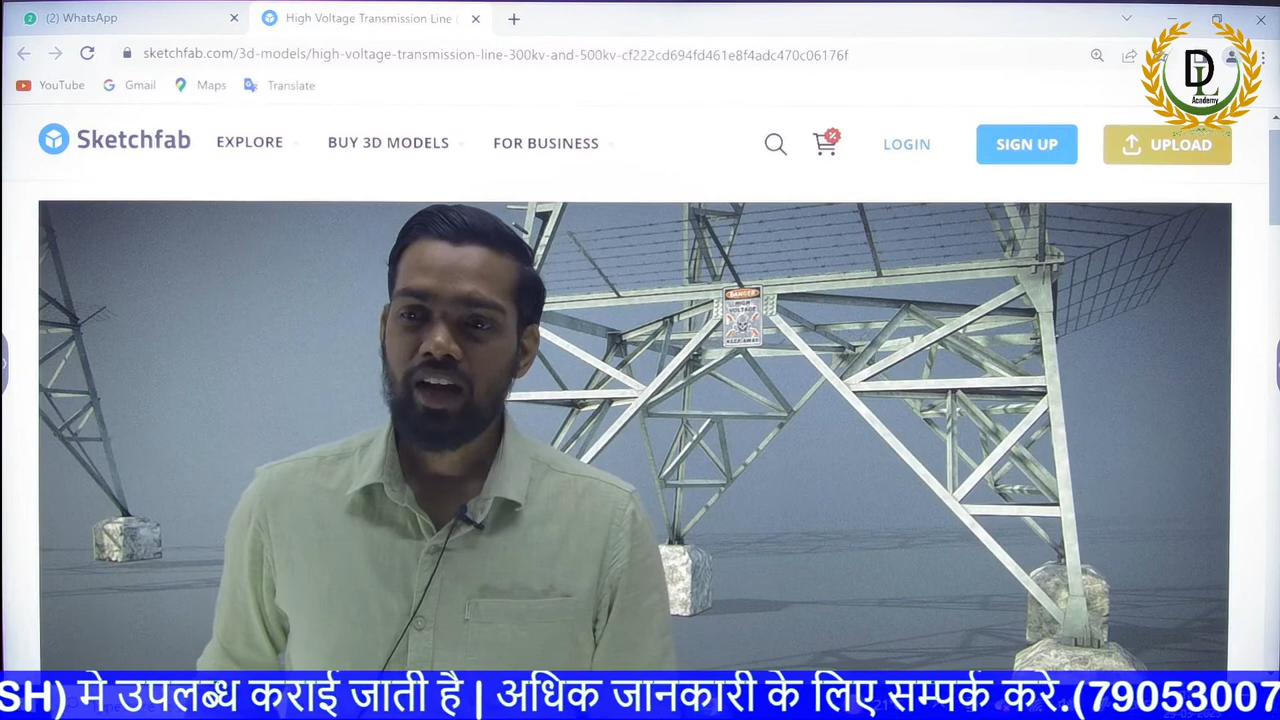 (2) WhatsApp
High Voltage Transmission Line (
sketchfab.com/3d-models/high-voltage-transmission-line-300kv-and-500kv-cf222cd694fd461e8f4adc470c06176f
YouTube Gmail Maps Translate
D L
Academy
Sketchfab EXPLORE BUY 3D MODELS FOR BUSINESS LOGIN SIGN UP UPLOAD
DANGER
HIGH
VOLTAGE
KEEP AWAY
SH) मे उपलब्ध कराई जाती है | अधिक जानकारी के लिए सम्पर्क करे.(79053007